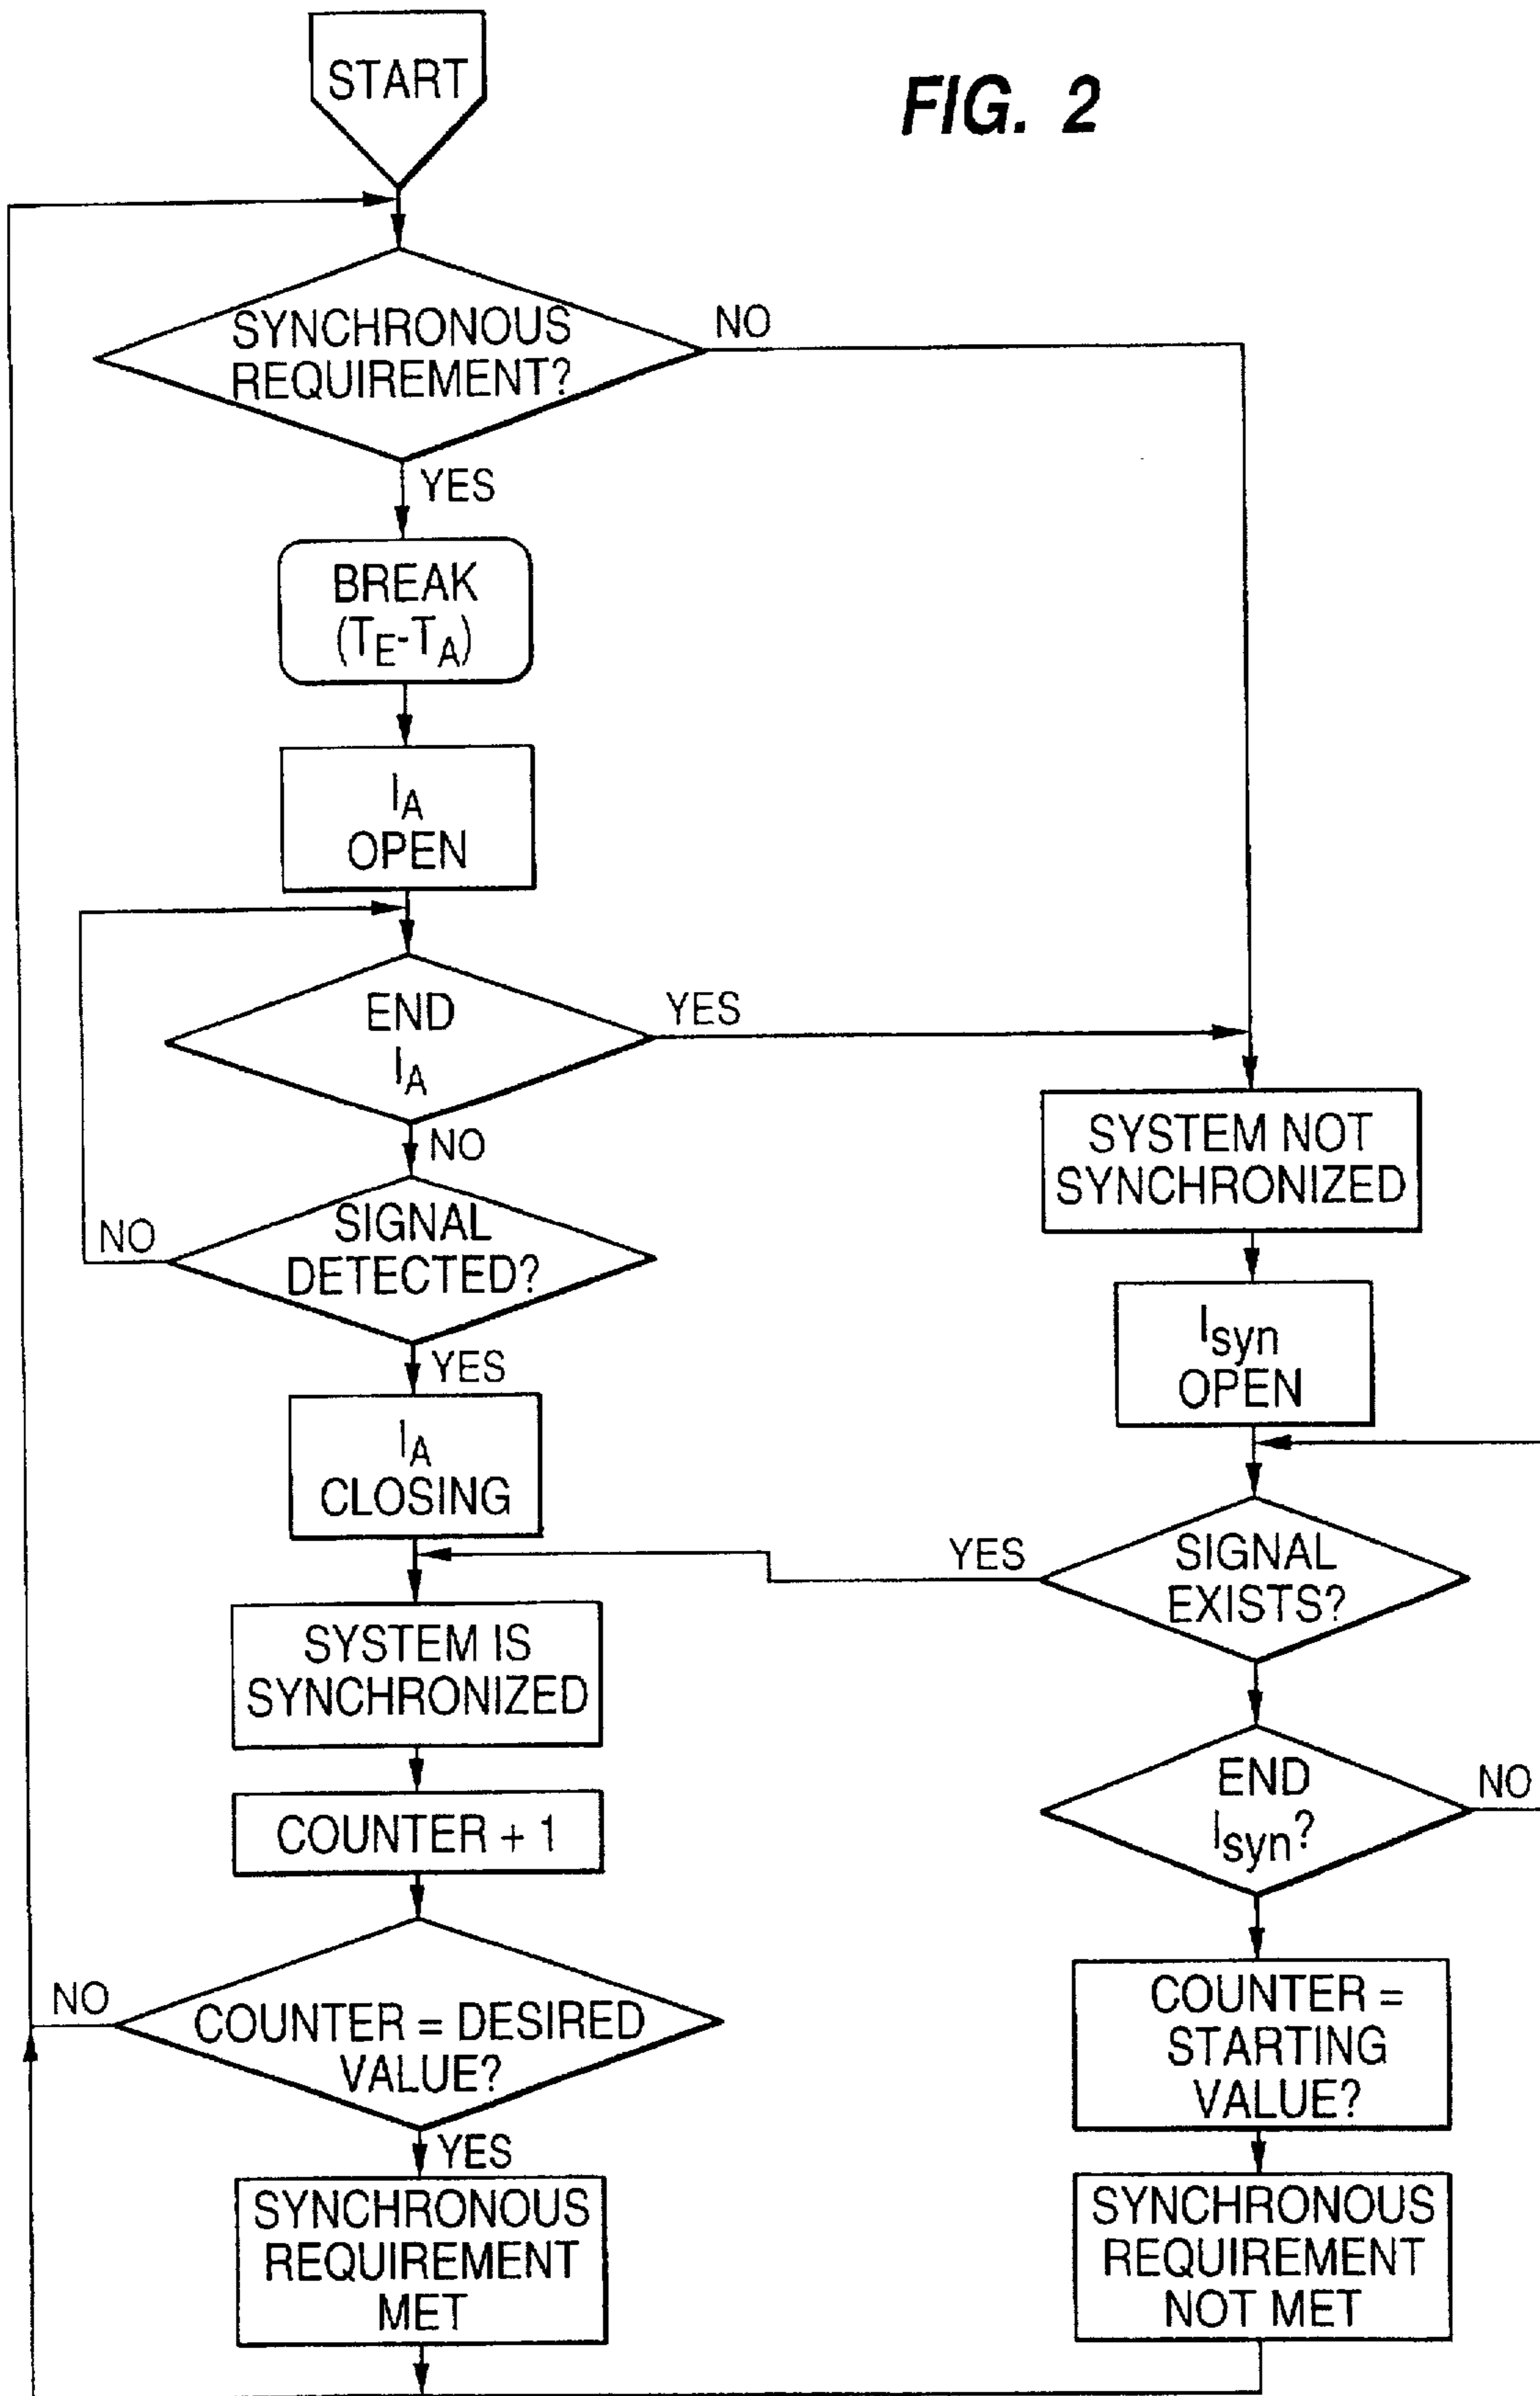 START
FIG. 2
SYNCHRONOUS
REQUIREMENT?
NO
YES
BREAK
(TE-TA)
IA
OPEN
END
IA
YES
NO
SIGNAL
DETECTED?
NO
YES
IA
CLOSING
SYSTEM IS
SYNCHRONIZED
COUNTER + 1
COUNTER = DESIRED
VALUE?
NO
YES
SYNCHRONOUS
REQUIREMENT
MET
SYSTEM NOT
SYNCHRONIZED
Isyn
OPEN
SIGNAL
EXISTS?
YES
END
Isyn?
NO
COUNTER =
STARTING
VALUE?
SYNCHRONOUS
REQUIREMENT
NOT MET